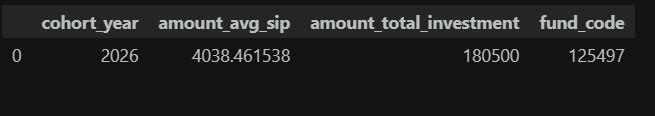 cohort_year amount_avg_sip amount_total_investment fund_code
0 2026 4038.461538 180500 125497